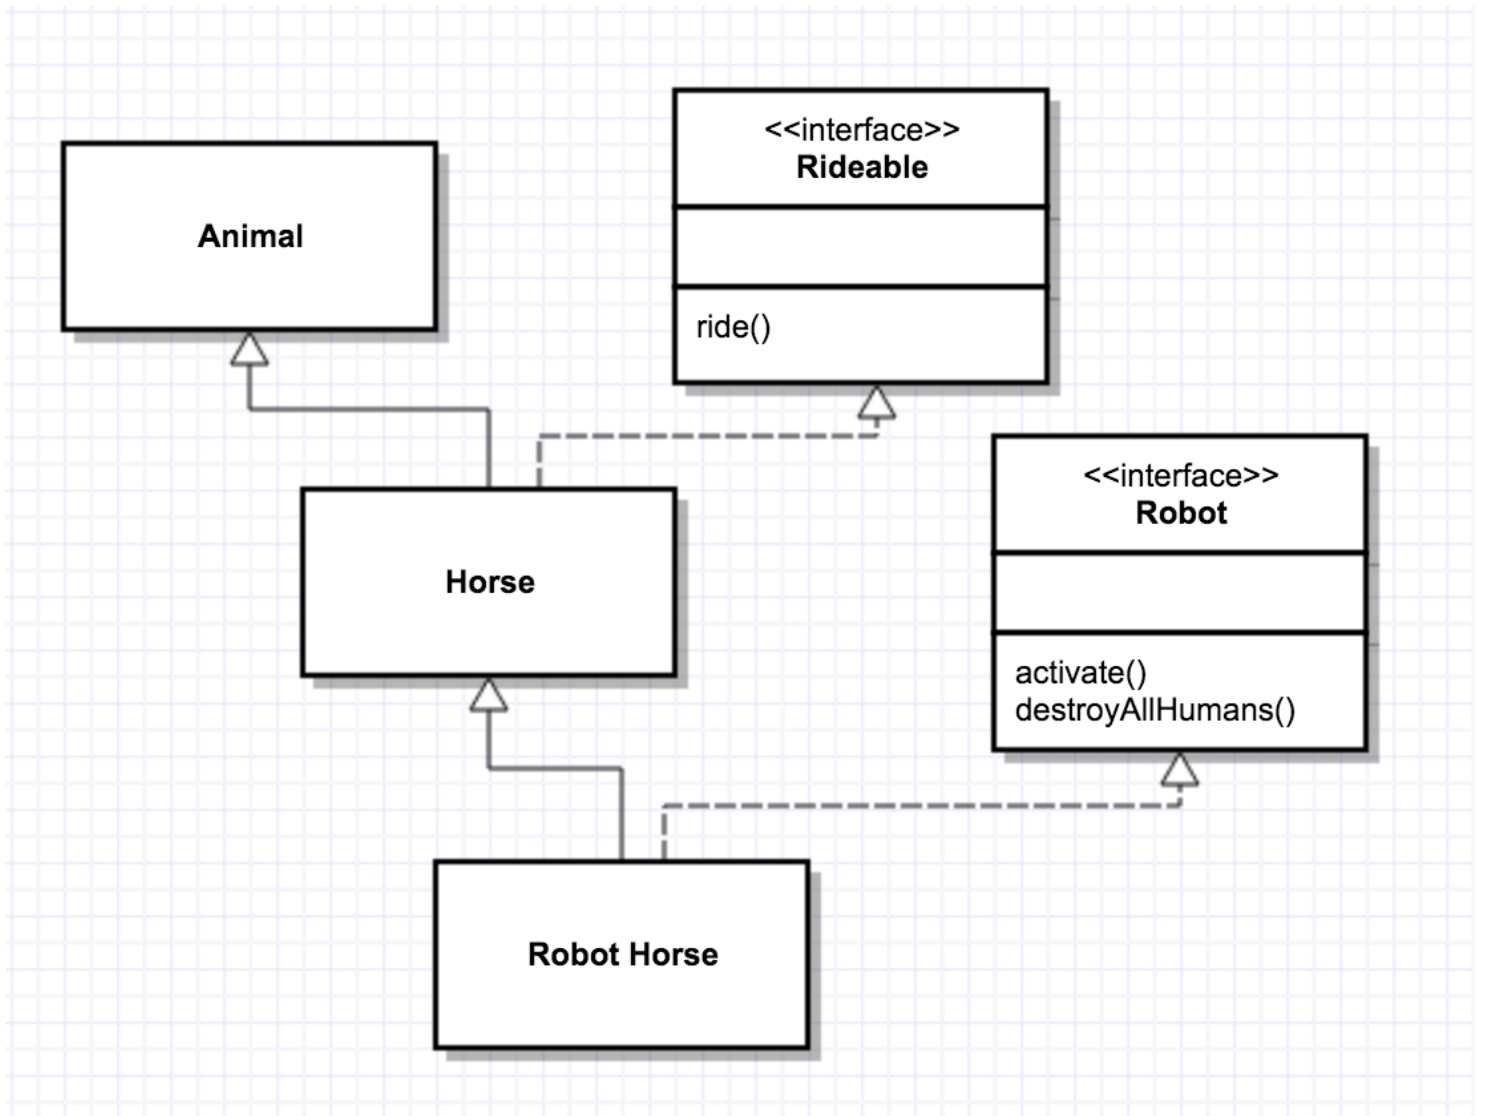 Animal
<<interface>>
Rideable
ride()
Horse
<<interface>>
Robot
activate()
destroyAllHumans()
Robot Horse